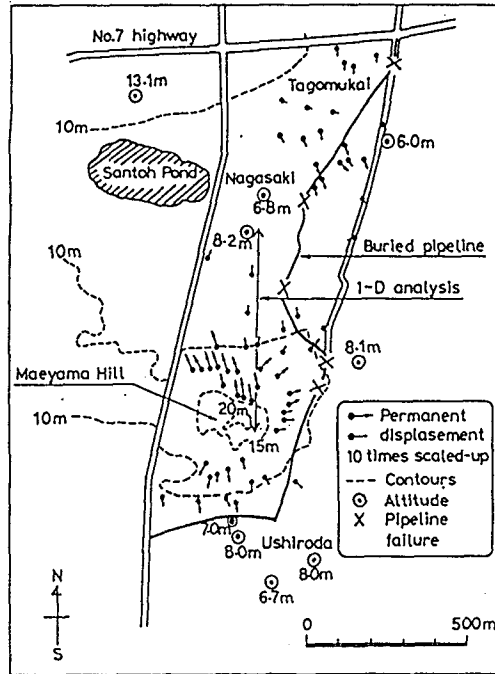 No.7 highway
13.1m
Tagomukai
10m
6.0m
Santoh Pond
Nagasaki
6.8m
8.2m
Buried pipeline
10m
1-D analysis
8.1m
Maeyama Hill
20m
10m
15m
Permanent
displasement
10 times scaled-up
Contours
Altitude
Pipeline
failure
7.0m
8.0m
Ushiroda
8.0m
6.7m
N
S
0
500m